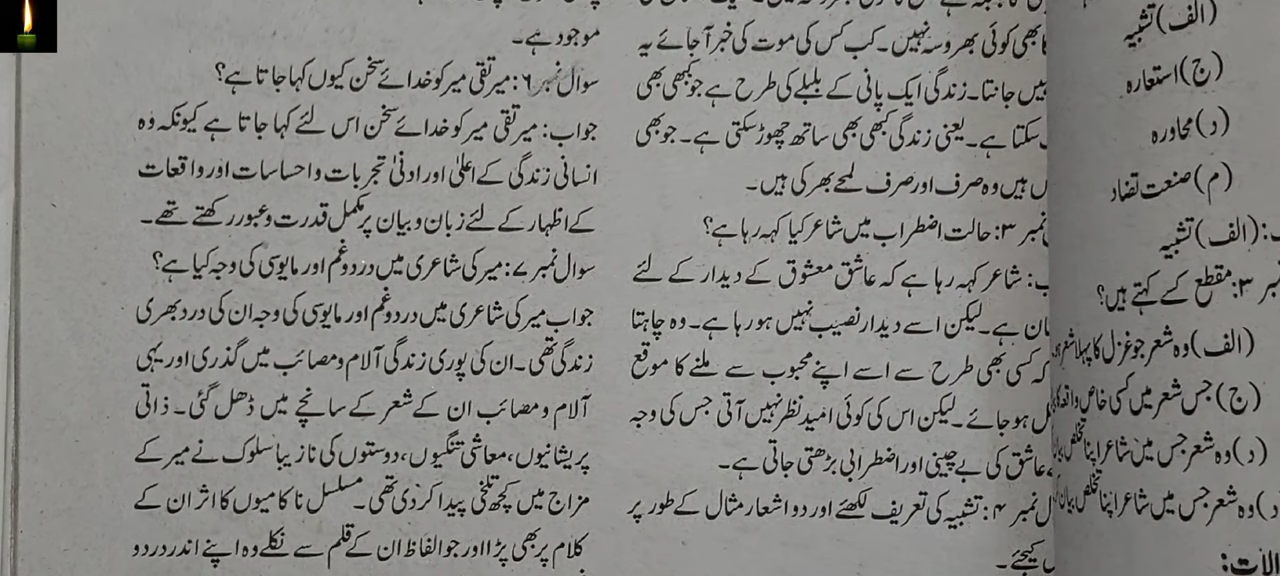 (الف) تشبیہ
(ج) استعارہ
(د) محاورہ
(م) صنعت تضاد
(الف) تشبیہ
۳: مقطع کسے کہتے ہیں؟
(الف) وہ شعر جو غزل کا پہلا شعر
(ج) جس شعر میں کسی خاص واقعہ
(د) وہ شعر جس میں شاعر اپنا تخلص
وہ شعر جس میں شاعر اپنا تخلص بیان
بھی کوئی بھروسہ نہیں۔ کب کس کی موت کی خبر آ جائے یہ
جانتا۔ زندگی ایک پانی کے بلبلے کی طرح ہے جو کبھی بھی
سکتا ہے۔ یعنی زندگی کبھی بھی ساتھ چھوڑ سکتی ہے۔ جو بھی
ہیں وہ صرف اور صرف لمحے بھر کی ہیں۔
نمبر ۳: حالت اضطراب میں شاعر کیا کہہ رہا ہے؟
شاعر کہہ رہا ہے کہ عاشق معشوق کے دیدار کے لئے
ہے۔ لیکن اسے دیدار نصیب نہیں ہو رہا ہے۔ وہ چاہتا
کہ کسی بھی طرح سے اسے اپنے محبوب سے ملنے کا موقع
ہو جائے۔ لیکن اس کی کوئی امید نظر نہیں آتی جس کی وجہ
عاشق کی بے چینی اور اضطرابی بڑھتی جاتی ہے۔
نمبر ۴: تشبیہ کی تعریف لکھئے اور دو اشعار مثال کے طور پر
کیجئے۔
موجود ہے۔
سوال نمبر ۶: میر تقی میر کو خدائے سخن کیوں کہا جاتا ہے؟
جواب: میر تقی میر کو خدائے سخن اس لئے کہا جاتا ہے کیونکہ وہ
انسانی زندگی کے اعلیٰ اور ادنیٰ تجربات و احساسات اور واقعات
کے اظہار کے لئے زبان و بیان پر مکمل قدرت و عبور رکھتے تھے۔
سوال نمبر ۷: میر کی شاعری میں درد و غم اور مایوسی کی وجہ کیا ہے؟
جواب میر کی شاعری میں درد و غم اور مایوسی کی وجہ ان کی درد بھری
زندگی تھی۔ ان کی پوری زندگی آلام و مصائب میں گذری اور یہی
آلام و مصائب ان کے شعر کے سانچے میں ڈھل گئی۔ ذاتی
پریشانیوں، معاشی تنگیوں، دوستوں کی نازیبا سلوک نے میر کے
مزاج میں کچھ تلخی پیدا کر دی تھی۔ مسلسل ناکامیوں کا اثر ان کے
کلام پر بھی پڑا اور جو الفاظ ان کے قلم سے نکلے وہ اپنے اندر درد و